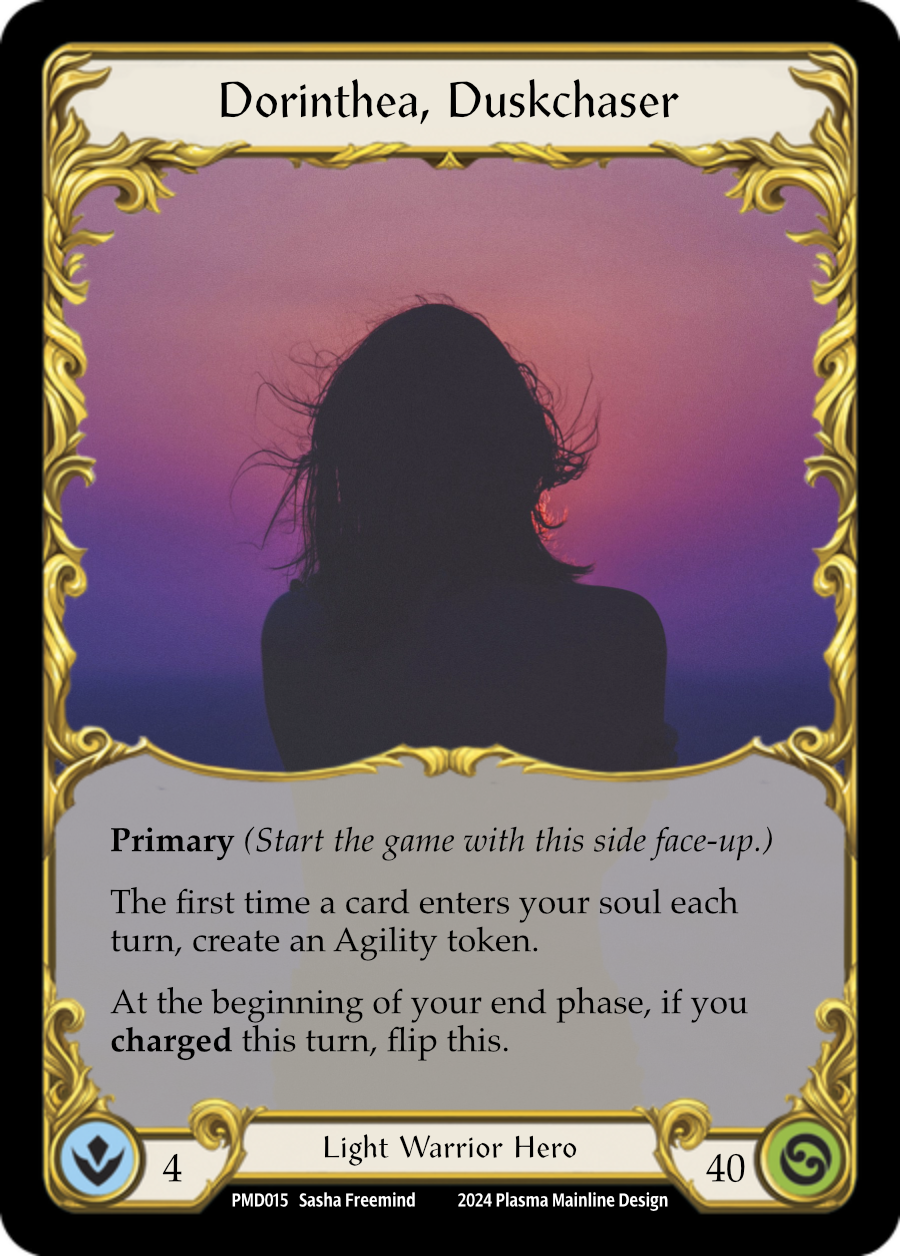 Dorinthea, Duskchaser
Primary (Start the game with this side face-up.)
The first time a card enters your soul each
turn, create an Agility token.
At the beginning of your end phase, if you
charged this turn, flip this.
4
Light Warrior Hero
40
PMD015 Sasha Freemind 2024 Plasma Mainline Design